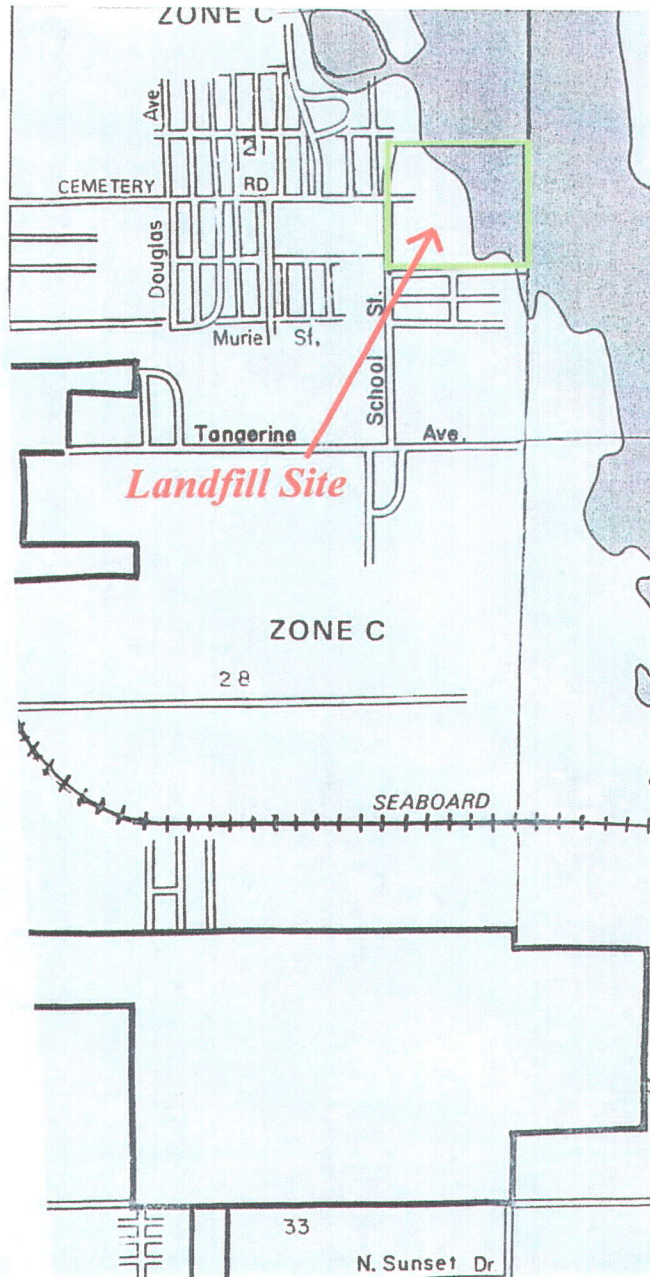 ZONE C
Ave.
21
CEMETERY RD
Douglas
Muriel St.
School St.
Tangerine Ave.
Landfill Site
ZONE C
28
SEABOARD
33
N. Sunset Dr